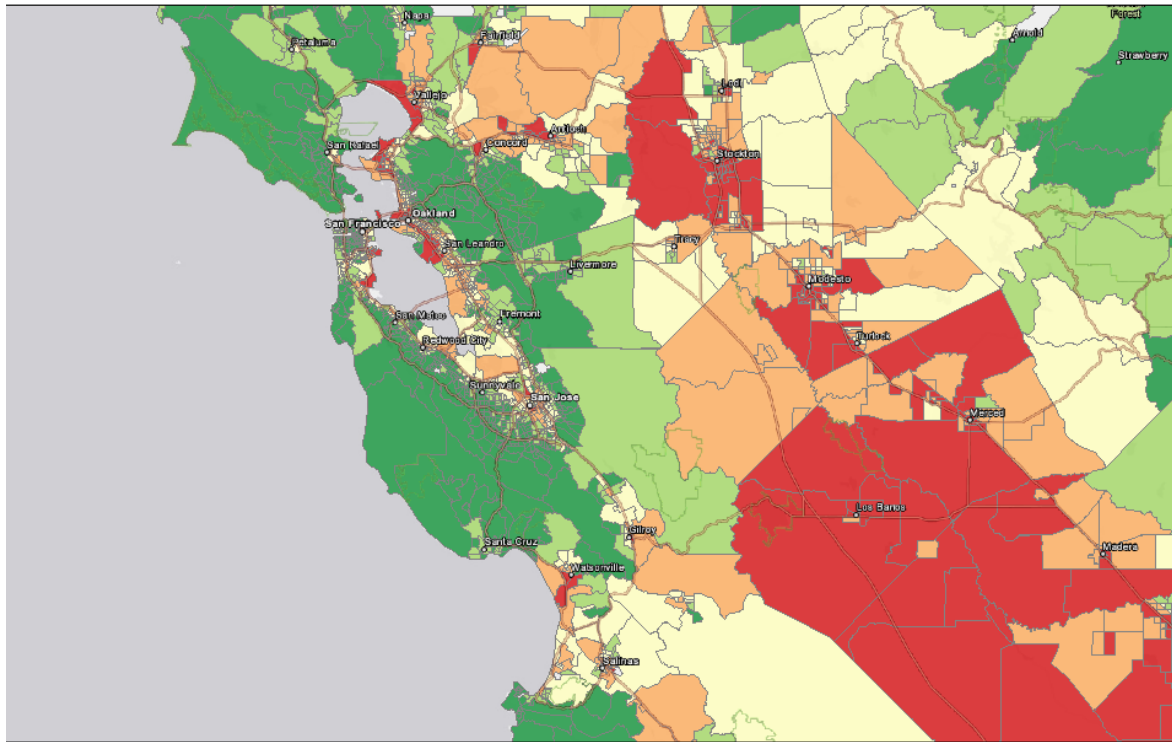 Napa
Forest
Petaluma
Fairfield
Arnold
Strawberry
Vallejo
Lodi
Antioch
San Rafael
Concord
Stockton
Oakland
San Francisco
San Leandro
Tracy
Livermore
Modesto
San Mateo
Fremont
Redwood City
Turlock
Sunnyvale
San Jose
Merced
Los Banos
Gilroy
Santa Cruz
Madera
Watsonville
Salinas